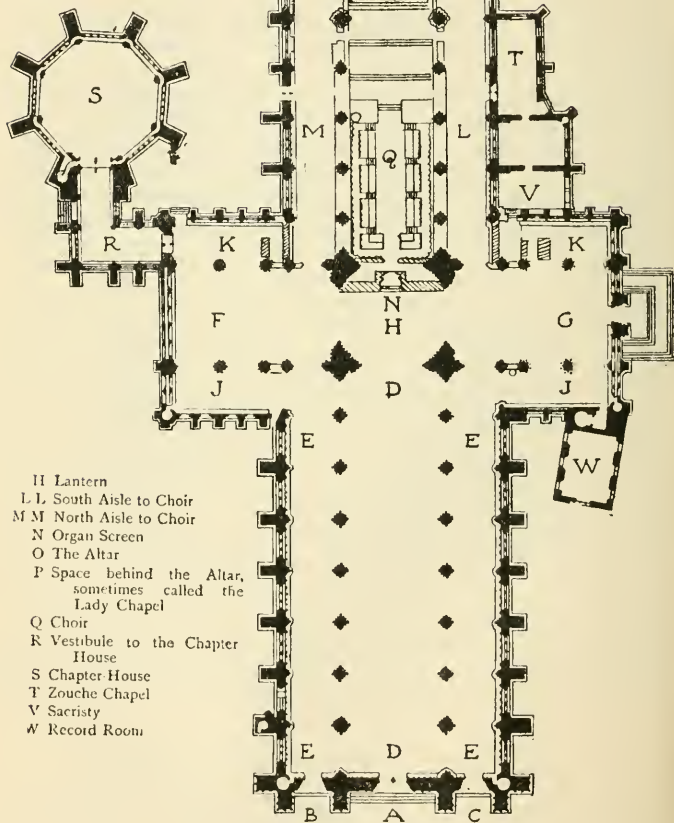 S
T
M
L
Q
V
R
K
K
N
F
H
G
J
D
J
E
E
W
H Lantern
L L South Aisle to Choir
M M North Aisle to Choir
N Organ Screen
O The Altar
P Space behind the Altar,
sometimes called the
Lady Chapel
Q Choir
R Vestibule to the Chapter
House
S Chapter House
T Zouche Chapel
V Sacristy
W Record Room
E
D
E
B
A
C